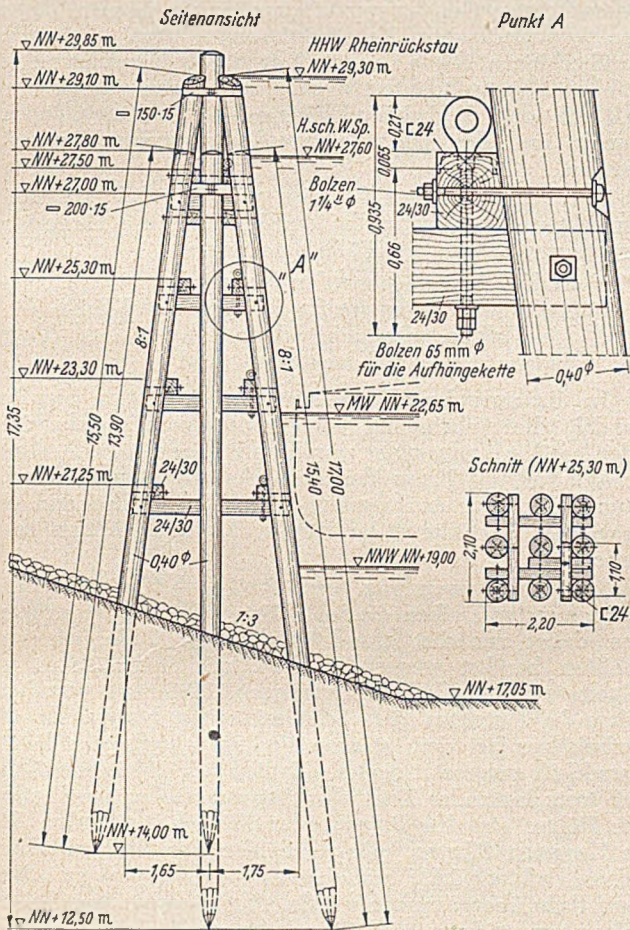 Seitenansicht
Punkt A
NN+29,85 m
HHW Rheinrückstau
NN+29,30 m
NN+29,10 m
150·15
H.sch.W.Sp.
NN+27,60
NN+27,80 m
NN+27,50 m
NN+27,00 m
200·15
NN+25,30 m
"A"
8:1
8:1
NN+23,30 m
MW NN+22,65 m
NN+21,25 m
24/30
24/30
0,40 ⌀
NNW NN+19,00
1:3
NN+17,05 m
NN+14,00 m
1,65
1,75
NN+12,50 m
17,35
15,50
13,90
15,40
17,00
0,21
0,065
0,935
0,66
⊏24
Bolzen
1 1/4" ⌀
24/30
24/30
Bolzen 65 mm ⌀
für die Aufhängekette
0,40 ⌀
Schnitt (NN+25,30 m)
2,10
1,10
2,20
⊏24